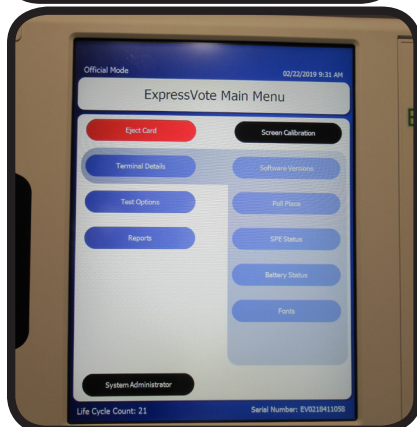 Official Mode
02/22/2019 9:31 AM
ExpressVote Main Menu
Eject Card
Screen Calibration
Terminal Details
Software Versions
Test Options
Poll Places
Reports
SPE Status
Battery Status
Fonts
System Administrator
Life Cycle Count: 21
Serial Number: EV0218411058